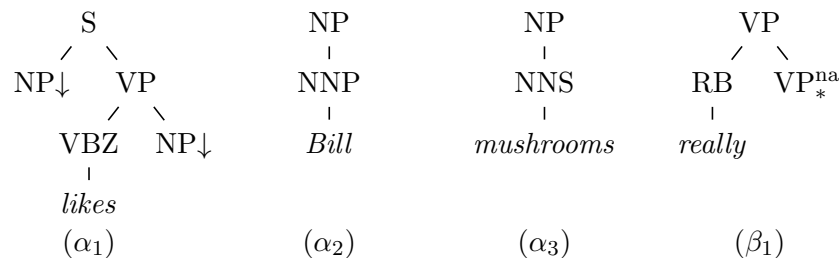 S NP NP VP
NP↓ VP NNP NNS RB VP*na
VBZ NP↓ Bill mushrooms really
likes
(α1) (α2) (α3) (β1)